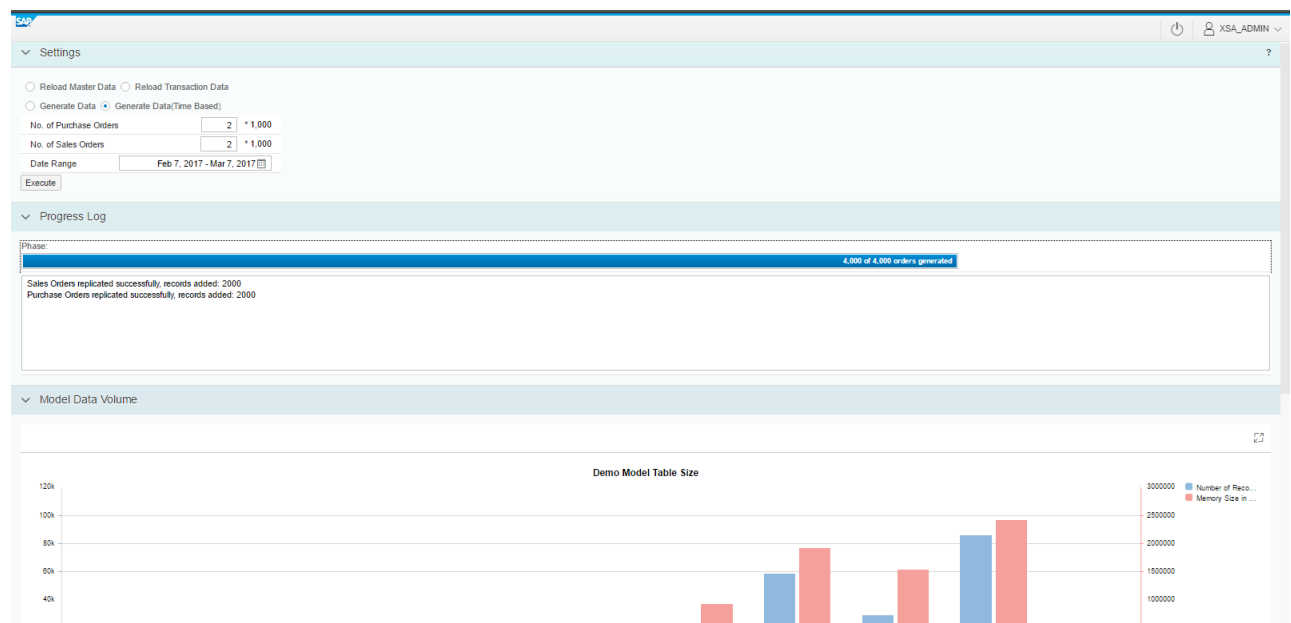 SAP
XSA_ADMIN
Settings
?
Reload Master Data Reload Transaction Data
Generate Data Generate Data(Time Based)
No. of Purchase Orders 2 * 1,000
No. of Sales Orders 2 * 1,000
Date Range Feb 7, 2017 - Mar 7, 2017
Execute
Progress Log
Phase:
4,000 of 4,000 orders generated
Sales Orders replicated successfully, records added: 2000
Purchase Orders replicated successfully, records added: 2000
Model Data Volume
Demo Model Table Size
120k 3000000 Number of Reco...
Memory Size in ...
100k 2500000
80k 2000000
60k 1500000
40k 1000000